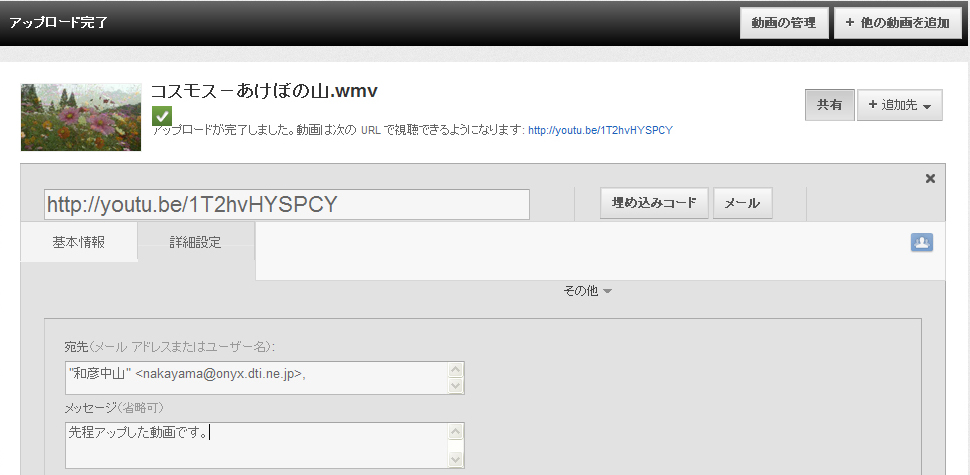 アップロード完了
動画の管理
+ 他の動画を追加
コスモス－あけぼの山.wmv
共有
+ 追加先
アップロードが完了しました。動画は次の URL で視聴できるようになります: http://youtu.be/1T2hvHYSPCY
http://youtu.be/1T2hvHYSPCY
埋め込みコード
メール
基本情報
詳細設定
その他
宛先(メール アドレスまたはユーザー名):
"和彦中山" <nakayama@onyx.dti.ne.jp>,
メッセージ(省略可)
先程アップした動画です。